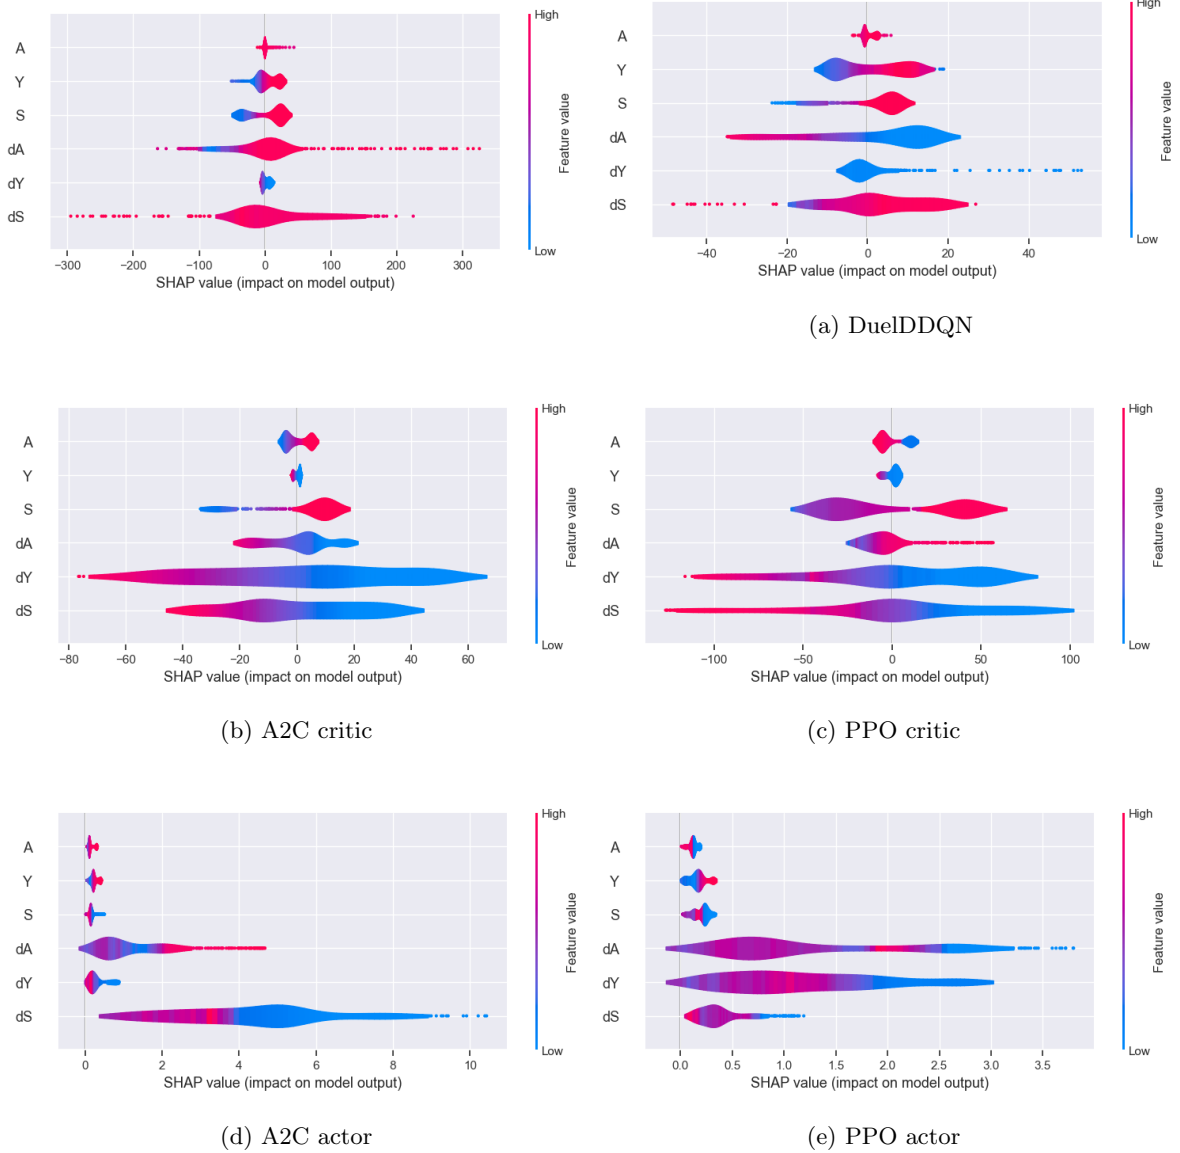 High
A
Y
S
dA
dY
dS
Feature value
Low
−300 −200 −100 0 100 200 300
SHAP value (impact on model output)
High
A
Y
S
dA
dY
dS
Feature value
Low
−40 −20 0 20 40
SHAP value (impact on model output)
(a) DuelDDQN
High
A
Y
S
dA
dY
dS
Feature value
Low
−80 −60 −40 −20 0 20 40 60
SHAP value (impact on model output)
(b) A2C critic
High
A
Y
S
dA
dY
dS
Feature value
Low
−100 −50 0 50 100
SHAP value (impact on model output)
(c) PPO critic
High
A
Y
S
dA
dY
dS
Feature value
Low
0 2 4 6 8 10
SHAP value (impact on model output)
(d) A2C actor
High
A
Y
S
dA
dY
dS
Feature value
Low
0.0 0.5 1.0 1.5 2.0 2.5 3.0 3.5
SHAP value (impact on model output)
(e) PPO actor